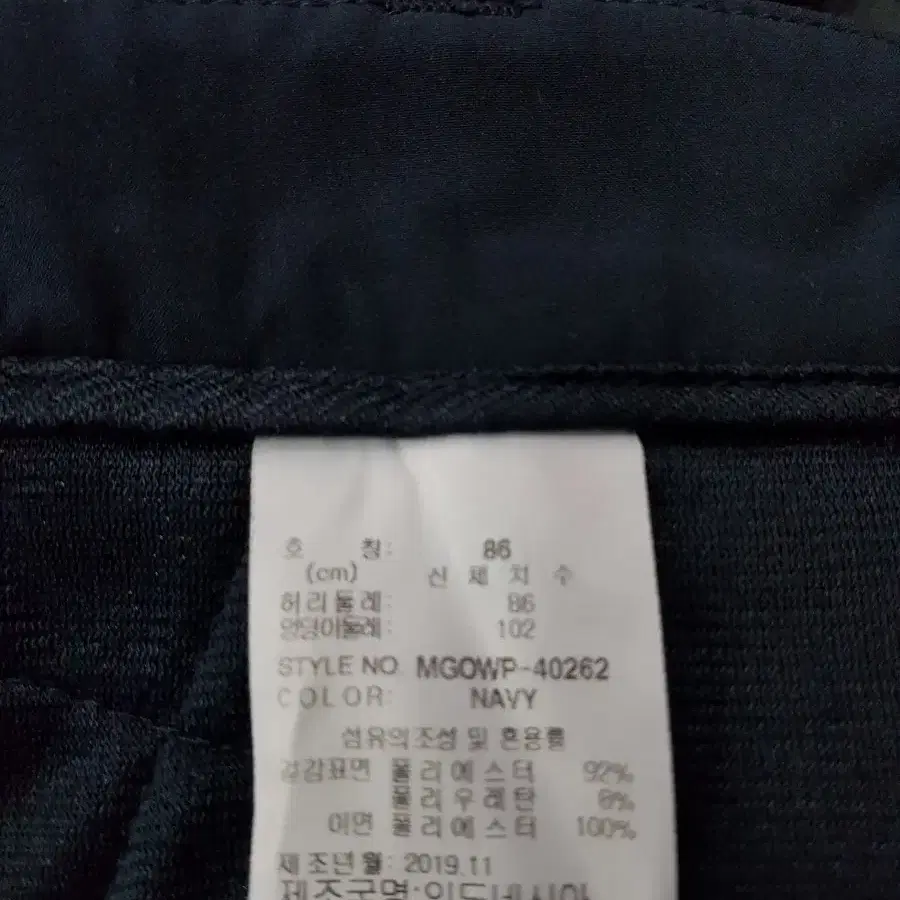 호 칭: 86
(cm) 신 체 치 수
허리둘레: 86
엉덩이둘레: 102
STYLE NO. MGOWP-40262
COLOR: NAVY
섬유의조성 및 혼용률
겉감표면 폴리에스터 92%
폴리우레탄 8%
이면 폴리에스터 100%
제조년월: 2019.11
제조국명:인도네시아